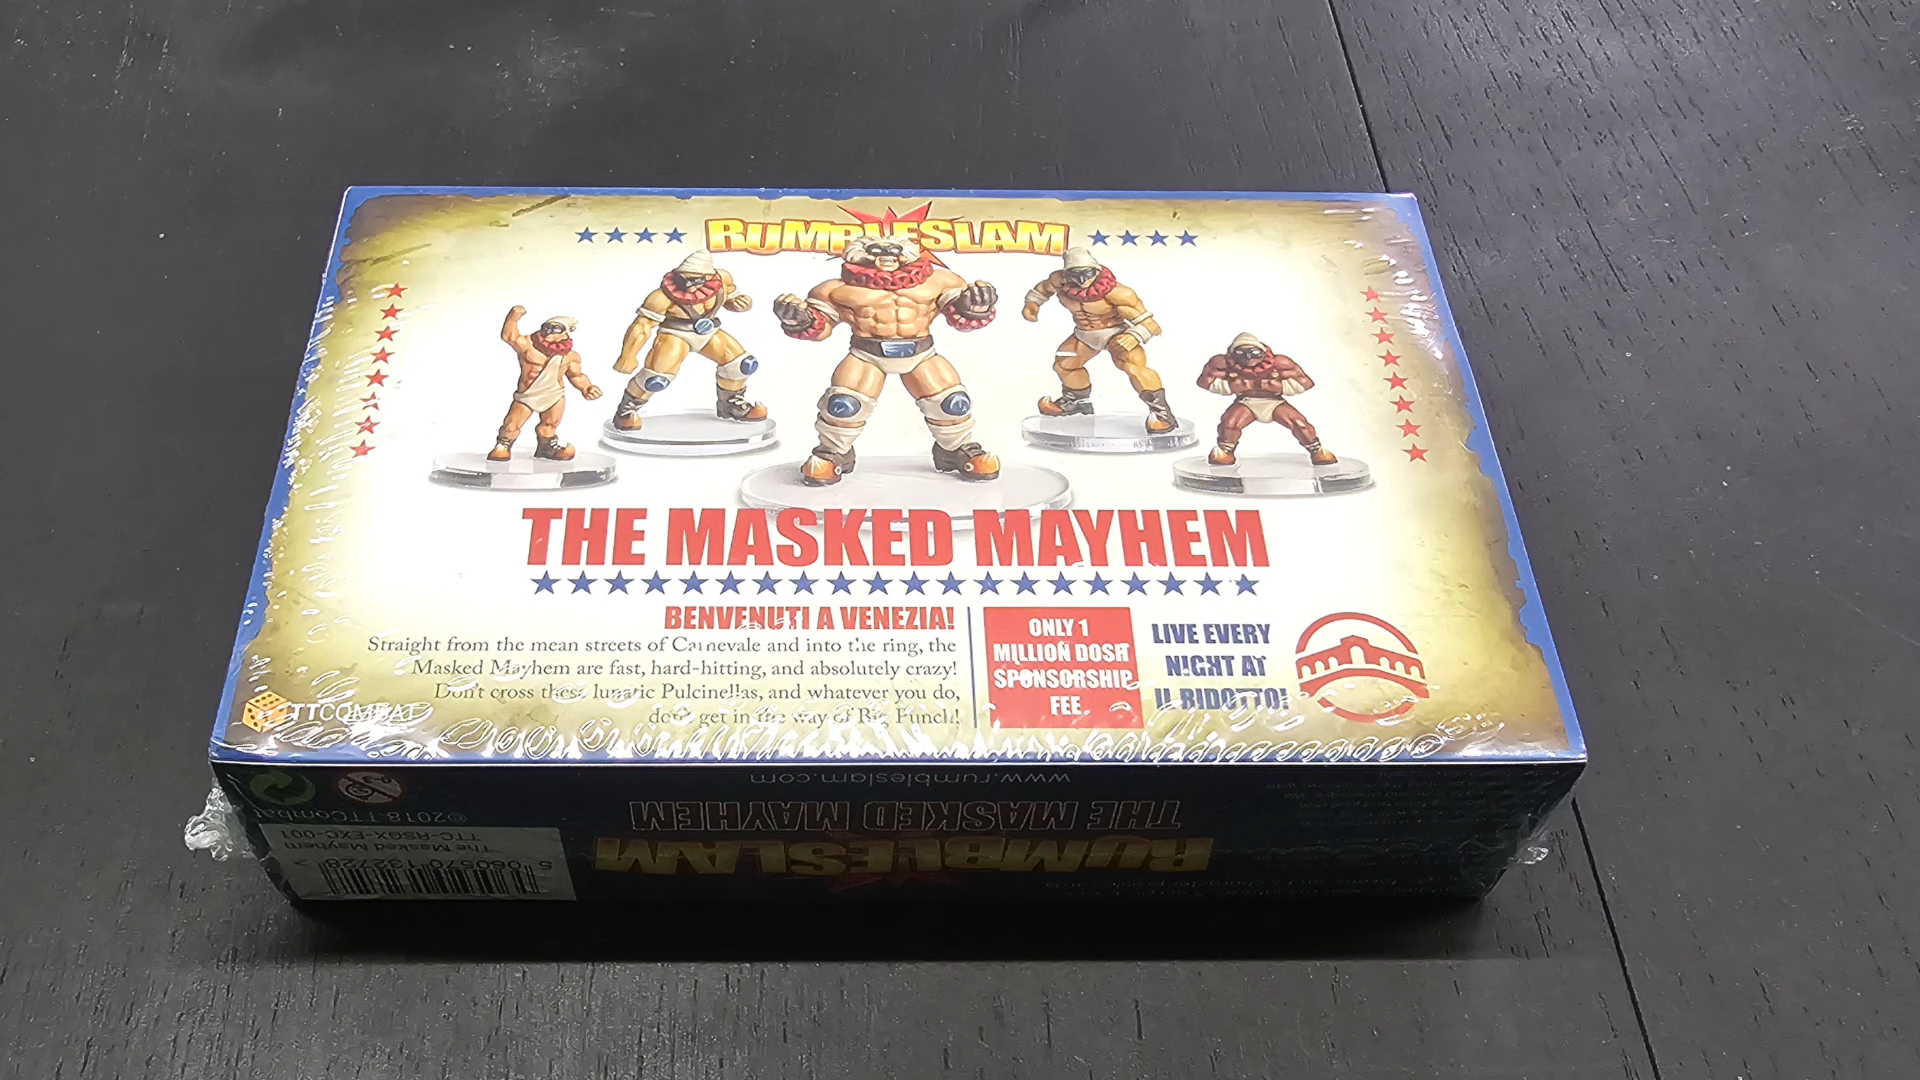 RUMBLESLAM
THE MASKED MAYHEM
BENVENUTI A VENEZIA!
Straight from the mean streets of Carnevale and into the ring, the
Masked Mayhem are fast, hard-hitting, and absolutely crazy!
Don't cross these lunatic Pulcinellas, and whatever you do,
don't get in the way of Big Punch!
ONLY 1
MILLION DOSH
SPONSORSHIP
FEE
LIVE EVERY
NIGHT AT
IL RIDOTTO!
TTCOMBAT
www.rumbleslam.com
THE MASKED MAYHEM
RUMBLESLAM
©2018 TTCombat
TTC-RSGX-EXC-001
The Masked Mayhem
5 060570 132728 >